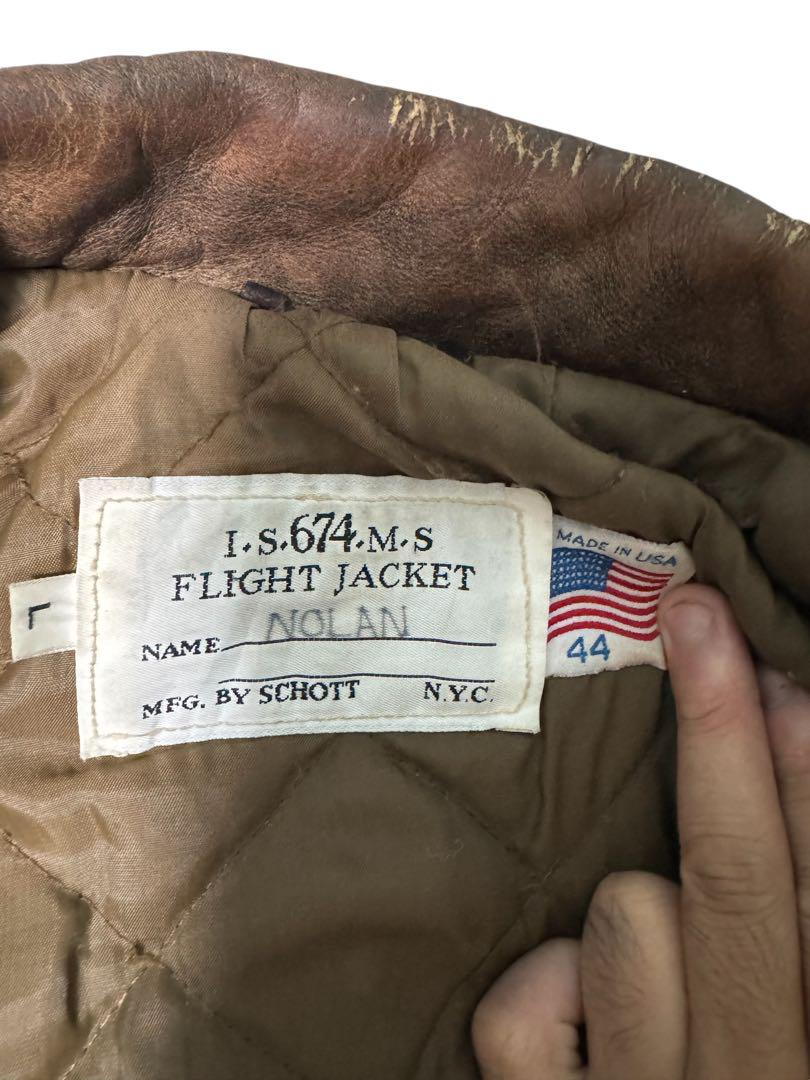 I.S.674.M.S
FLIGHT JACKET
NAME NOLAN
MFG. BY SCHOTT N.Y.C.
L
MADE IN USA
44